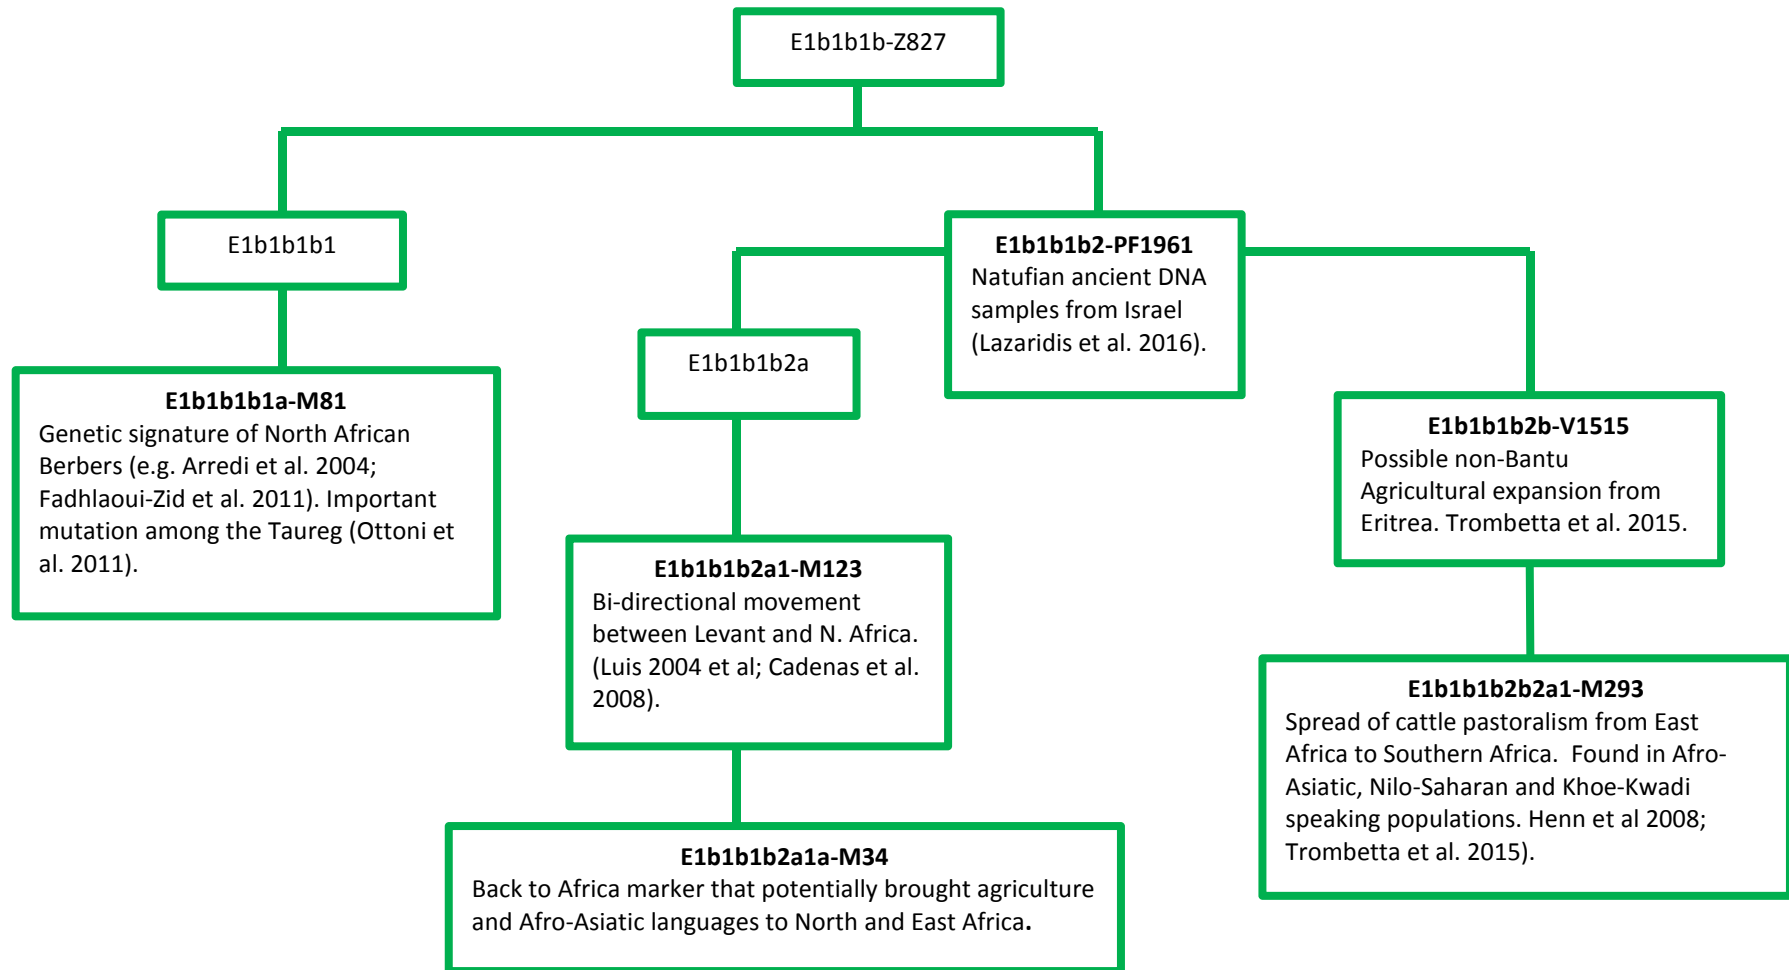 E1b1b1b-Z827
E1b1b1b1
E1b1b1b2-PF1961
Natufian ancient DNA
samples from Israel
(Lazaridis et al. 2016).
E1b1b1b2a
E1b1b1b1a-M81
Genetic signature of North African
Berbers (e.g. Arredi et al. 2004;
Fadhlaoui-Zid et al. 2011). Important
mutation among the Taureg (Ottoni et
al. 2011).
E1b1b1b2b-V1515
Possible non-Bantu
Agricultural expansion from
Eritrea. Trombetta et al. 2015.
E1b1b1b2a1-M123
Bi-directional movement
between Levant and N. Africa.
(Luis 2004 et al; Cadenas et al.
2008).
E1b1b1b2b2a1-M293
Spread of cattle pastoralism from East
Africa to Southern Africa.  Found in Afro-
Asiatic, Nilo-Saharan and Khoe-Kwadi
speaking populations. Henn et al 2008;
Trombetta et al. 2015).
E1b1b1b2a1a-M34
Back to Africa marker that potentially brought agriculture
and Afro-Asiatic languages to North and East Africa.